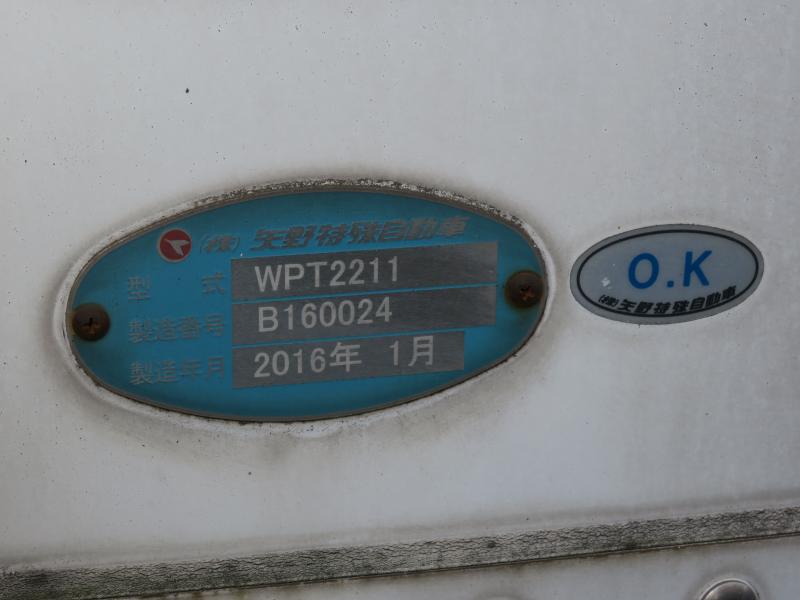 (株) 矢野特殊自動車
型 式 WPT2211
製造番号 B160024
製造年月 2016年 1月
O.K
(株)矢野特殊自動車